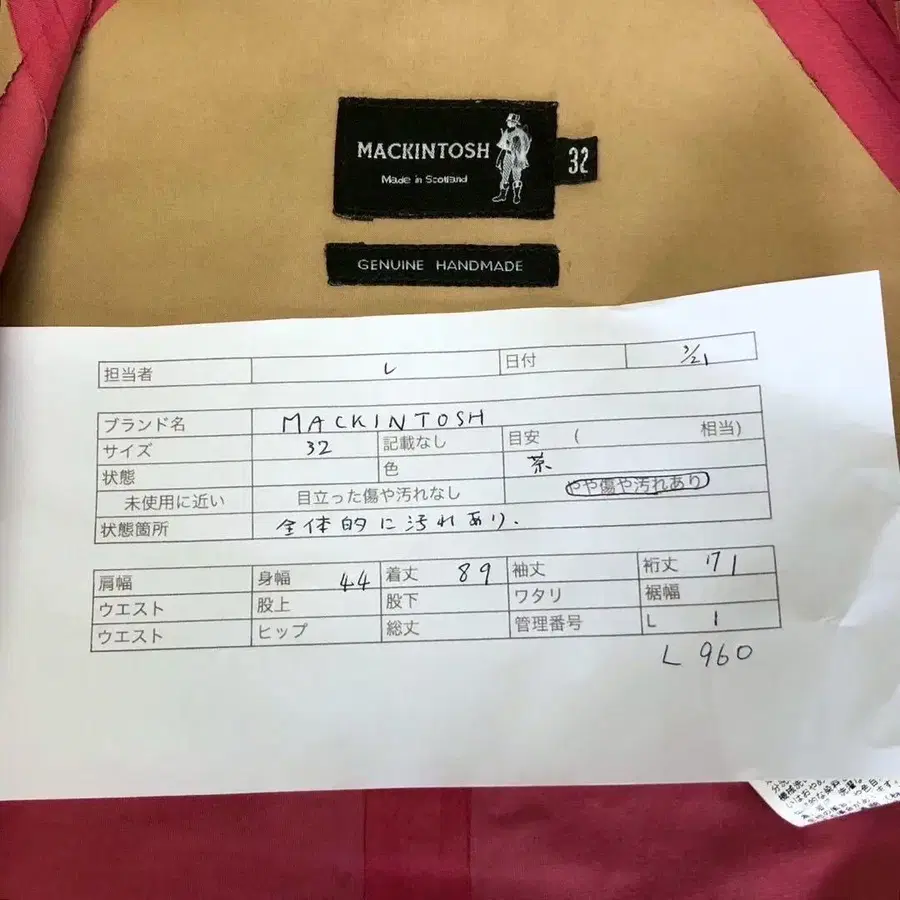 MACKINTOSH
Made in Scotland
32
GENUINE HANDMADE
担当者 L 日付 3/21
ブランド名 MACKINTOSH
サイズ 32 記載なし 目安 ( 相当)
状態 色 茶
未使用に近い 目立った傷や汚れなし やや傷や汚れあり
状態箇所 全体的に汚れあり.
肩幅 身幅 44 着丈 89 袖丈 裄丈 71
ウエスト 股上 股下 ワタリ 裾幅
ウエスト ヒップ 総丈 管理番号 L 1
L 960